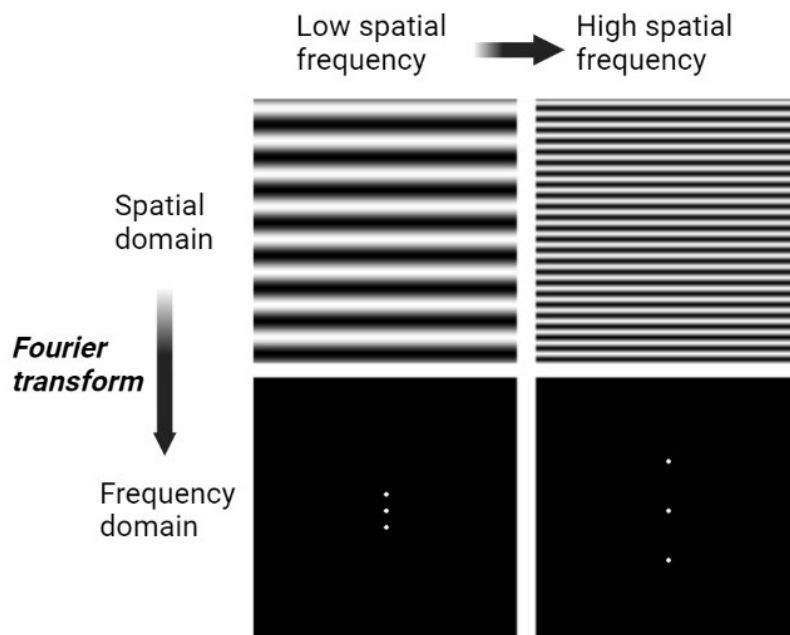 Low spatial
frequency
High spatial
frequency
Spatial
domain
Fourier
transform
Frequency
domain